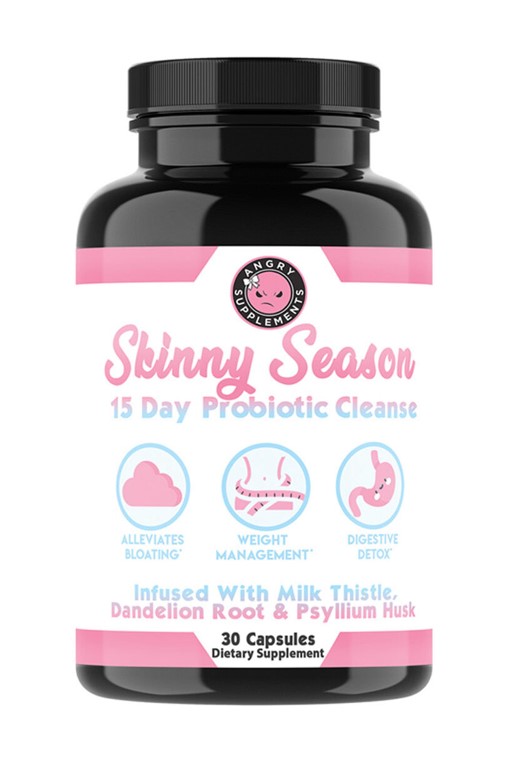 ANGRY
SUPPLEMENTS
Skinny Season
15 Day Probiotic Cleanse
ALLEVIATES
BLOATING*
WEIGHT
MANAGEMENT*
DIGESTIVE
DETOX*
Infused With Milk Thistle,
Dandelion Root & Psyllium Husk
30 Capsules
Dietary Supplement